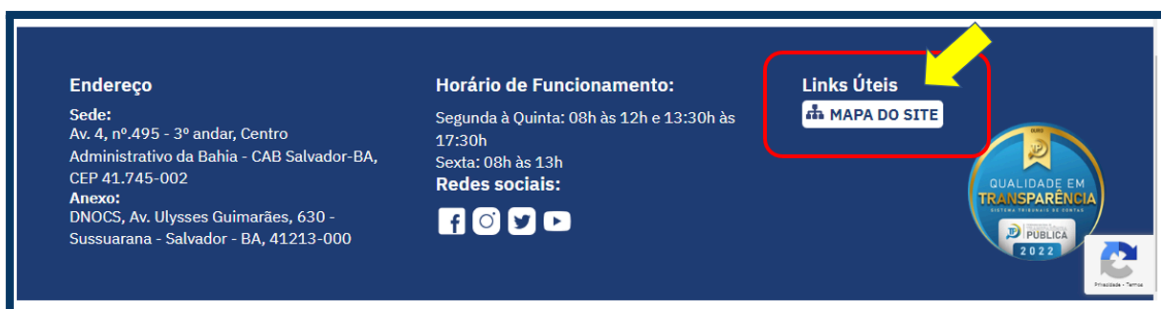 Endereço
Sede:
Av. 4, nº.495 - 3º andar, Centro
Administrativo da Bahia - CAB Salvador-BA,
CEP 41.745-002
Anexo:
DNOCS, Av. Ulysses Guimarães, 630 -
Sussuarana - Salvador - BA, 41213-000
Horário de Funcionamento:
Segunda à Quinta: 08h às 12h e 13:30h às
17:30h
Sexta: 08h às 13h
Redes sociais:
Links Úteis
MAPA DO SITE
OURO
QUALIDADE EM
TRANSPARÊNCIA
SISTEMA TRIBUNAIS DE CONTAS
PÚBLICA
2022
Privacidade - Termos